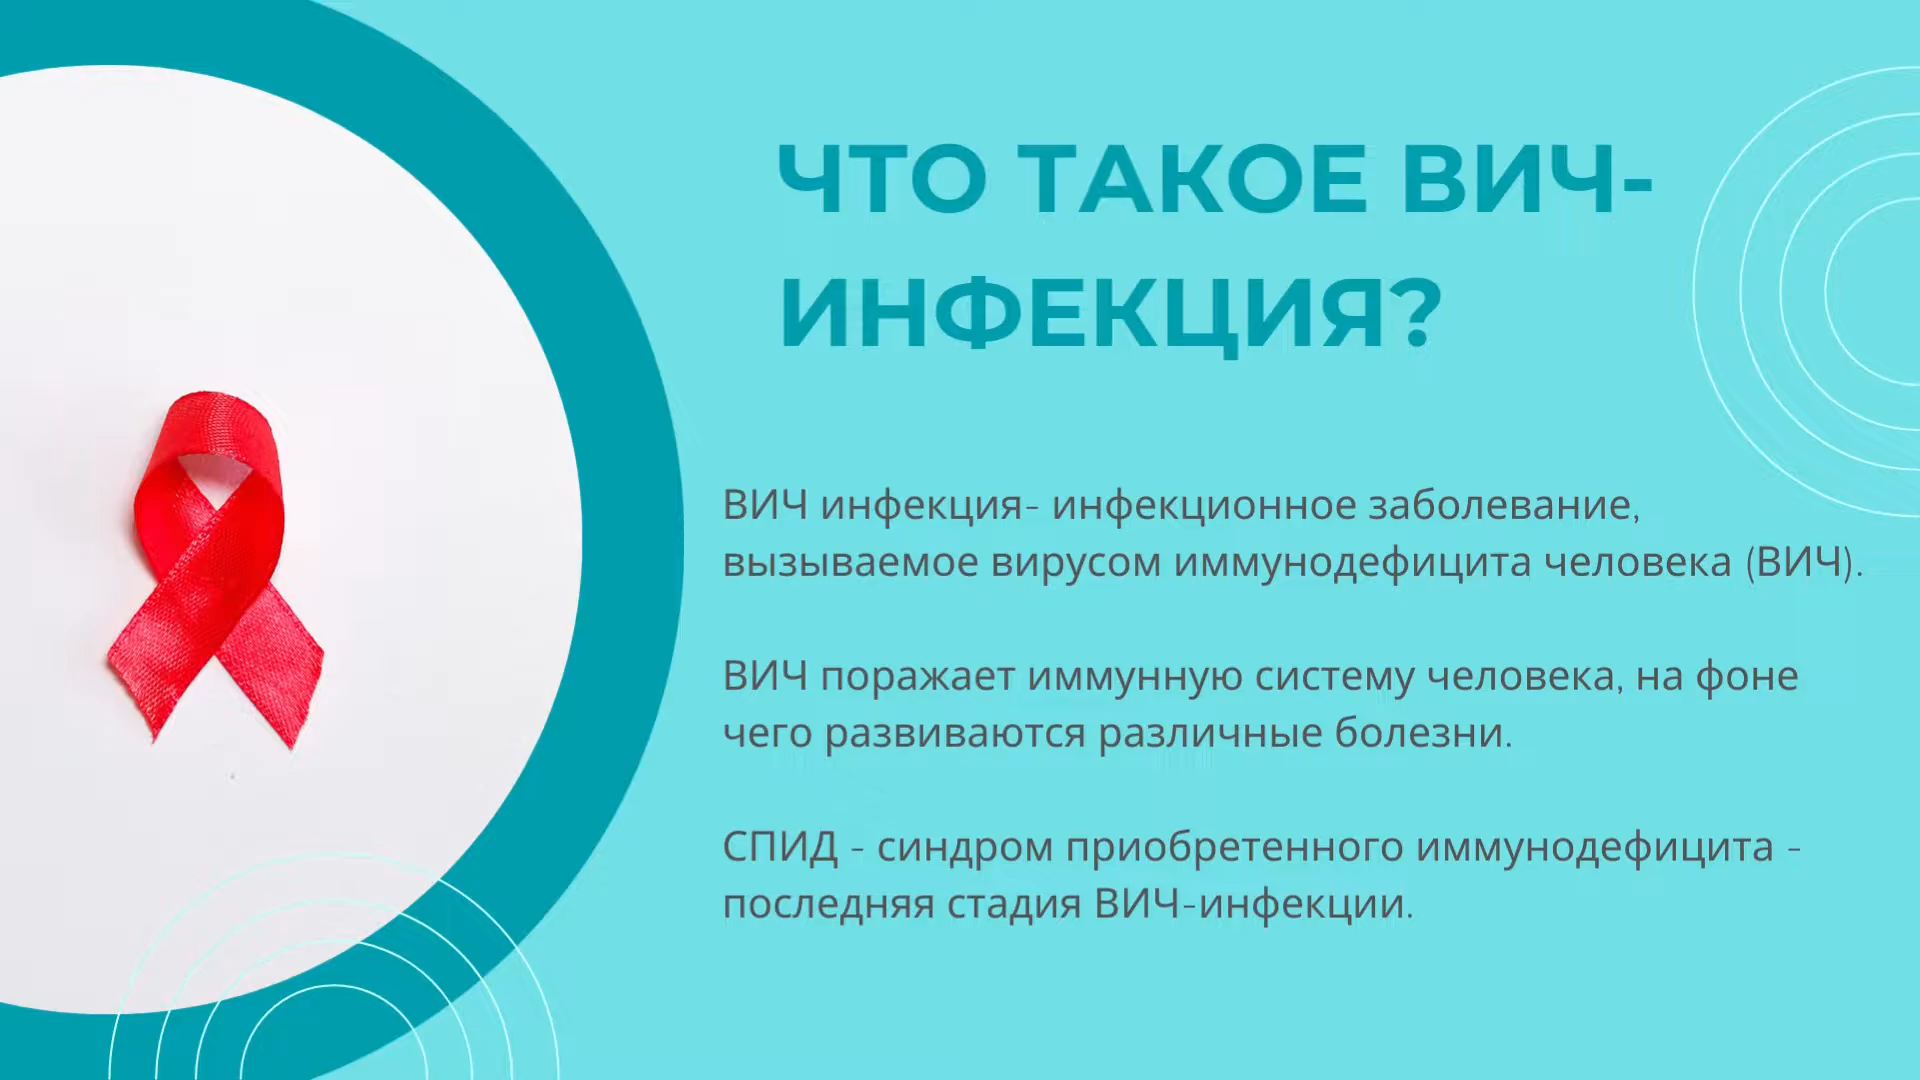 ЧТО ТАКОЕ ВИЧ-
ИНФЕКЦИЯ?
ВИЧ инфекция- инфекционное заболевание,
вызываемое вирусом иммунодефицита человека (ВИЧ).
ВИЧ поражает иммунную систему человека, на фоне
чего развиваются различные болезни.
СПИД - синдром приобретенного иммунодефицита -
последняя стадия ВИЧ-инфекции.